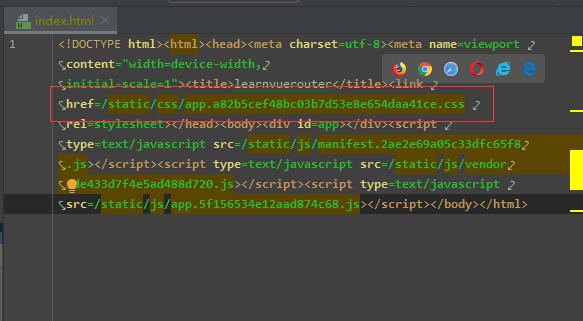 index.html
1
<!DOCTYPE html><html><head><meta charset=utf-8><meta name=viewport
content="width=device-width,
initial-scale=1"><title>learnvuerouter</title><link
href=/static/css/app.a82b5cef48bc03b7d53e8e654daa41ce.css
rel=stylesheet></head><body><div id=app></div><script
type=text/javascript src=/static/js/manifest.2ae2e69a05c33dfc65f8
.js></script><script type=text/javascript src=/static/js/vendor
de433d7f4e5ad488d720.js></script><script type=text/javascript
src=/static/js/app.5f156534e12aad874c68.js></script></body></html>